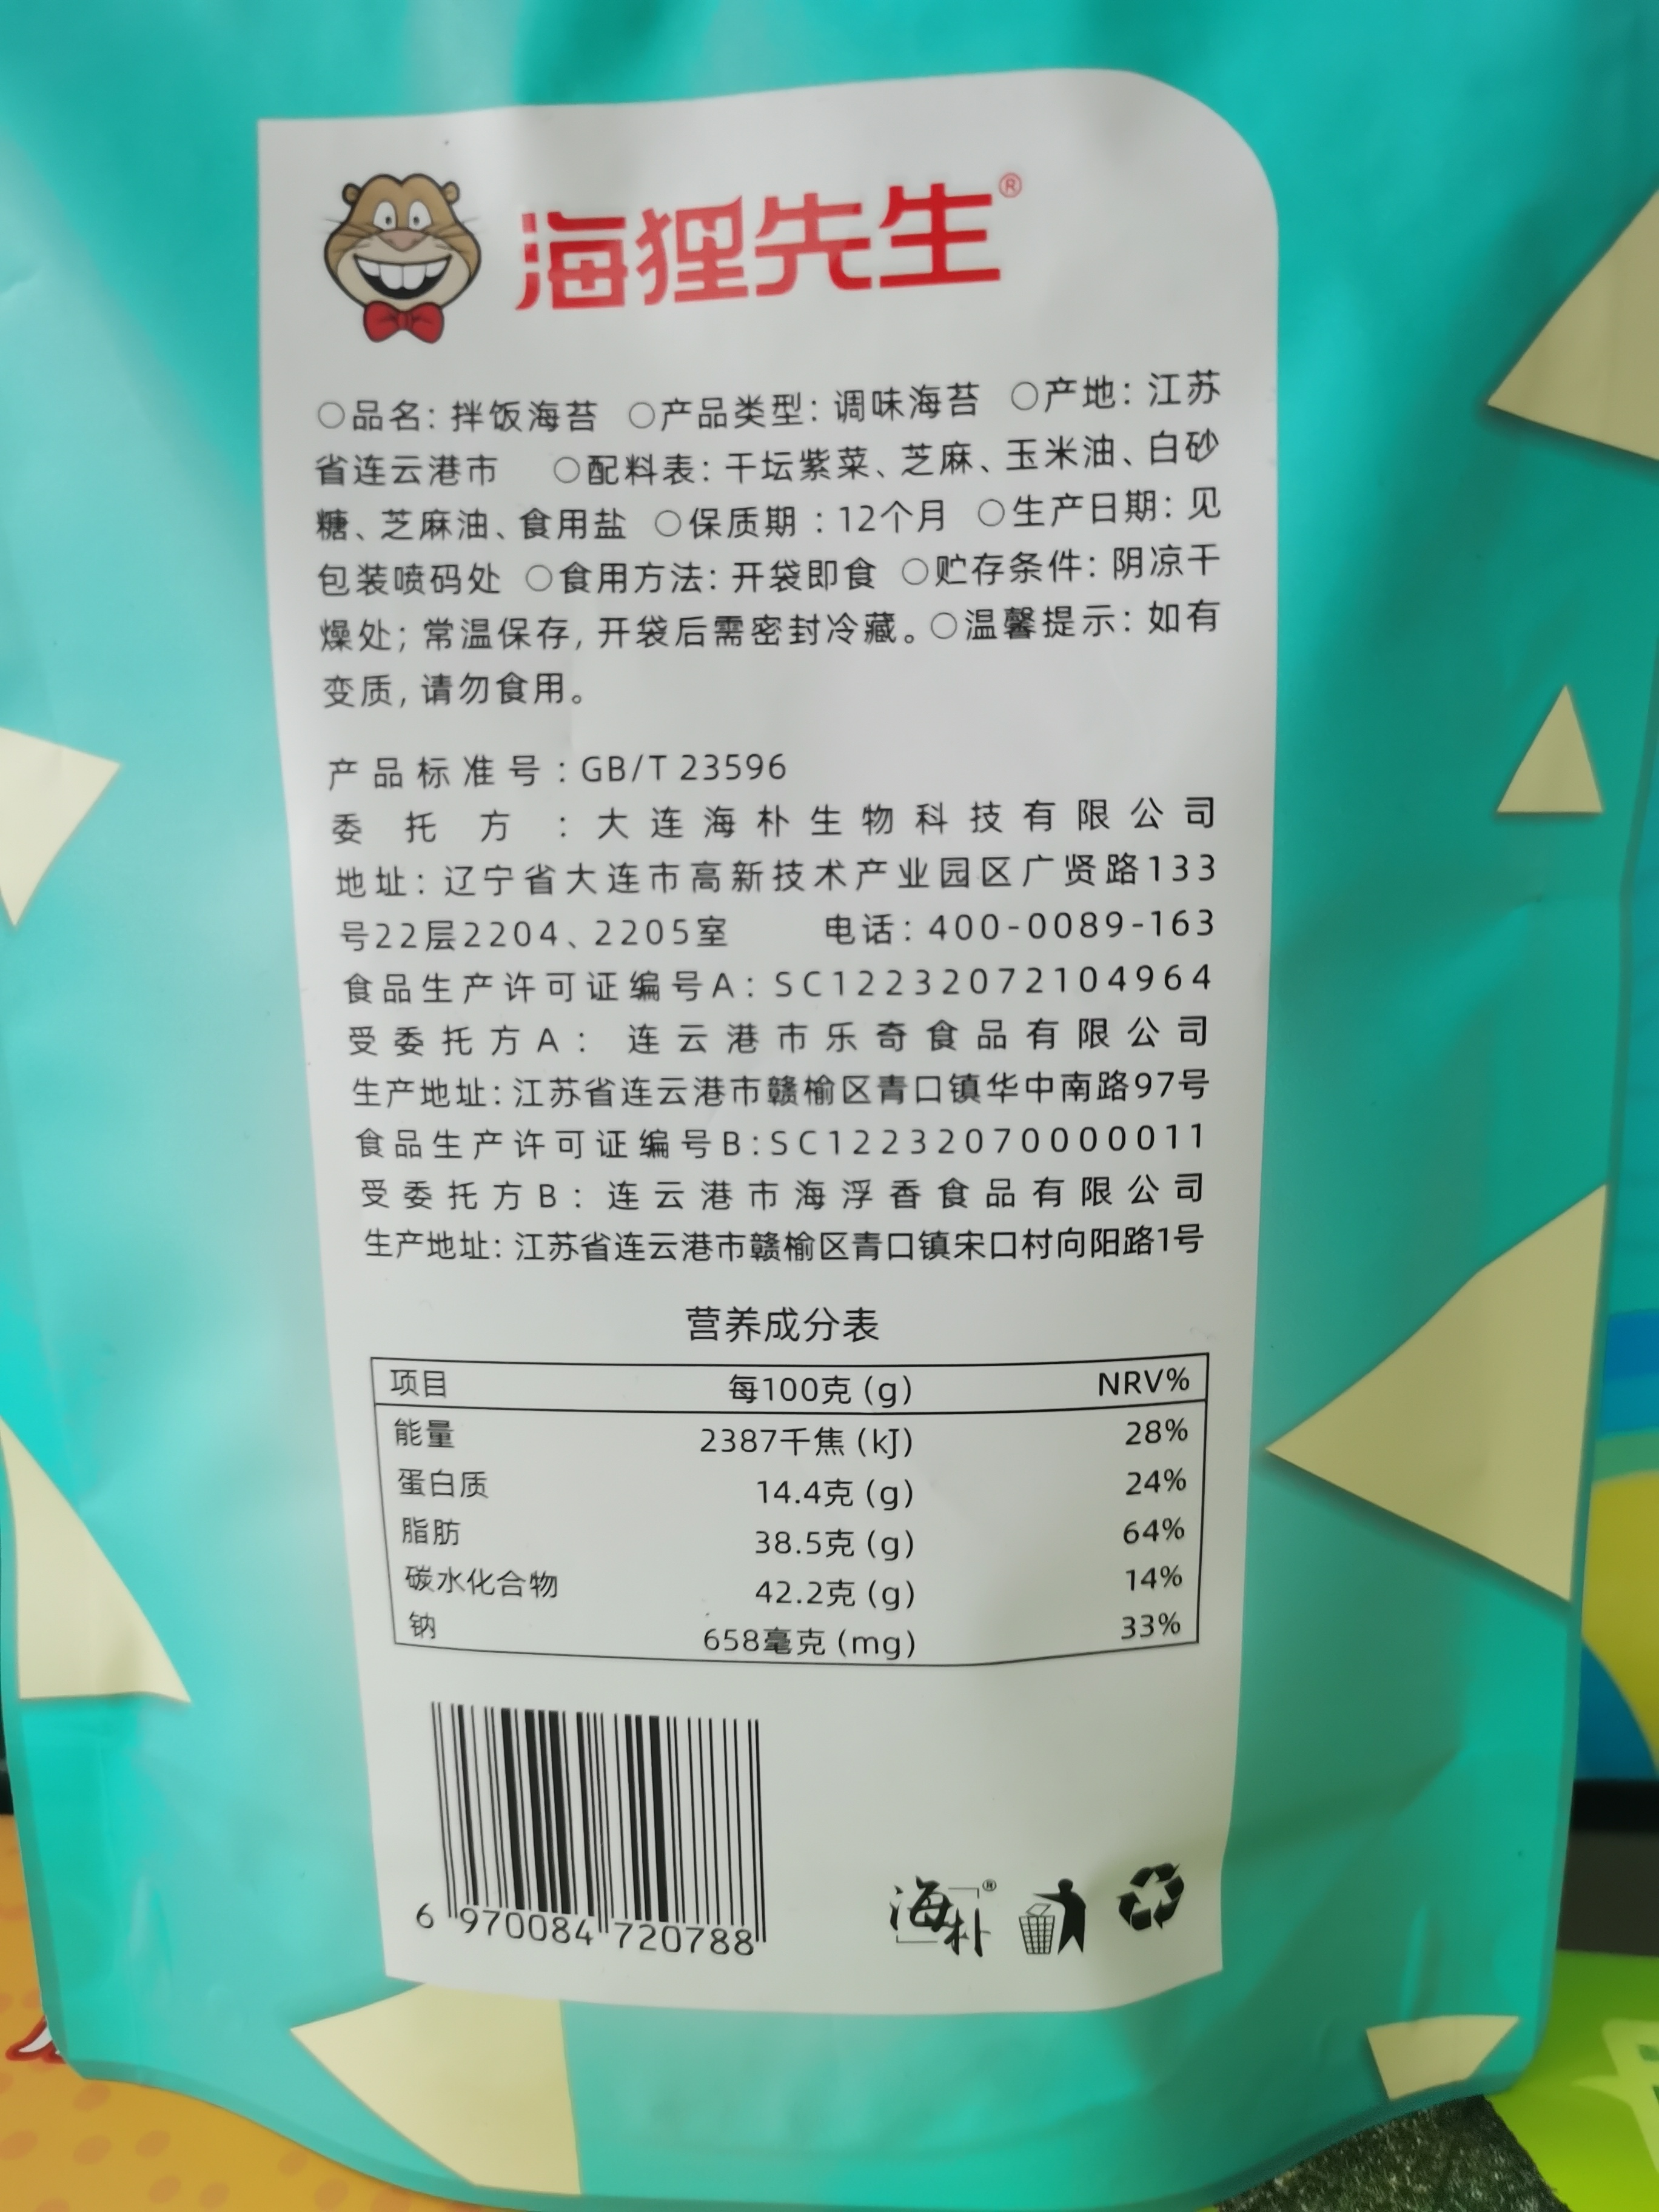 海狸先生®
○品名: 拌饭海苔 ○产品类型: 调味海苔 ○产地: 江苏
省连云港市 ○配料表: 干坛紫菜、芝麻、玉米油、白砂
糖、芝麻油、食用盐 ○保质期 : 12个月 ○生产日期: 见
包装喷码处 ○食用方法: 开袋即食 ○贮存条件: 阴凉干
燥处; 常温保存, 开袋后需密封冷藏。○温馨提示: 如有
变质, 请勿食用。
产品标准号:GB/T 23596
委托方:大连海朴生物科技有限公司
地址: 辽宁省大连市高新技术产业园区广贤路133
号22层2204、2205室 电话: 400-0089-163
食品生产许可证编号A: SC12232072104964
受委托方A: 连云港市乐奇食品有限公司
生产地址: 江苏省连云港市赣榆区青口镇华中南路97号
食品生产许可证编号B:SC12232070000011
受委托方B: 连云港市海浮香食品有限公司
生产地址: 江苏省连云港市赣榆区青口镇宋口村向阳路1号
营养成分表
项目 每100克 (g) NRV%
能量 2387千焦 (kJ) 28%
蛋白质 14.4克 (g) 24%
脂肪 38.5克 (g) 64%
碳水化合物 42.2克 (g) 14%
钠 658毫克 (mg) 33%
6 970084 720788
海朴®